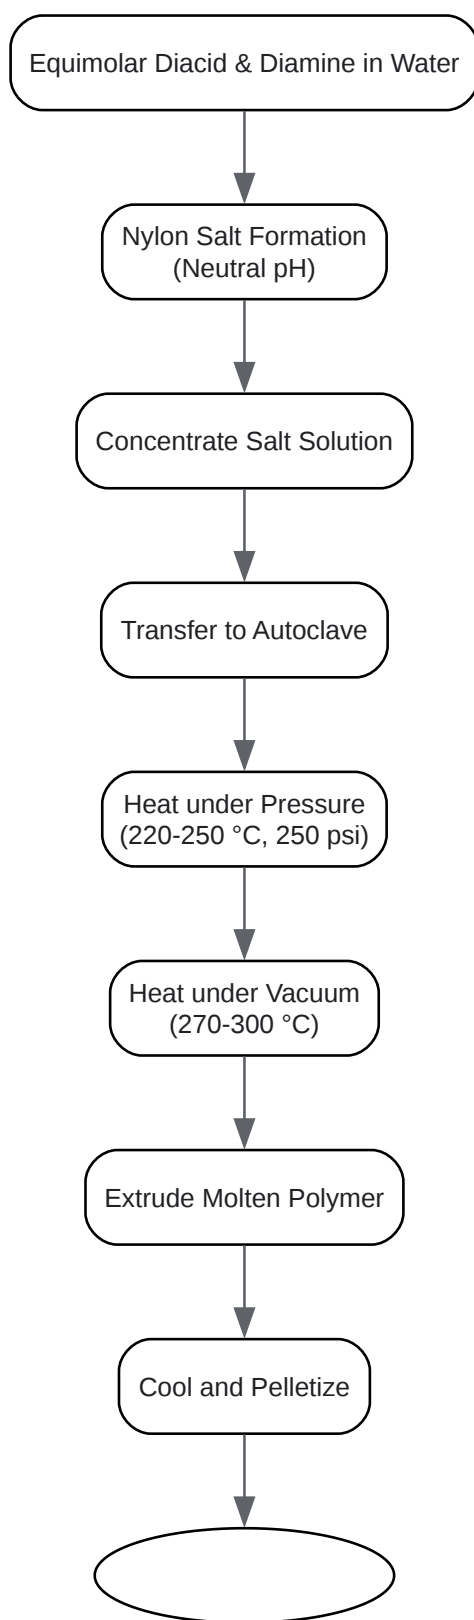 Equimolar Diacid & Diamine in Water
Nylon Salt Formation
(Neutral pH)
Concentrate Salt Solution
Transfer to Autoclave
Heat under Pressure
(220-250 °C, 250 psi)
Heat under Vacuum
(270-300 °C)
Extrude Molten Polymer
Cool and Pelletize